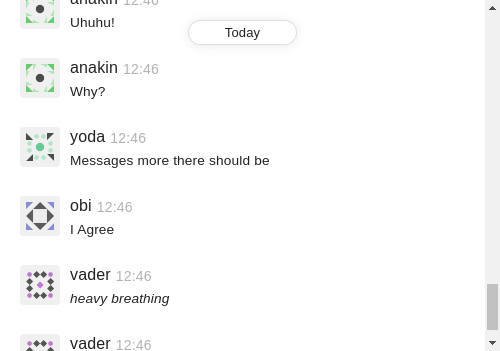 anakin 12:46
Uhuhu!
Today
anakin 12:46
Why?
yoda 12:46
Messages more there should be
obi 12:46
I Agree
vader 12:46
heavy breathing
vader 12:46